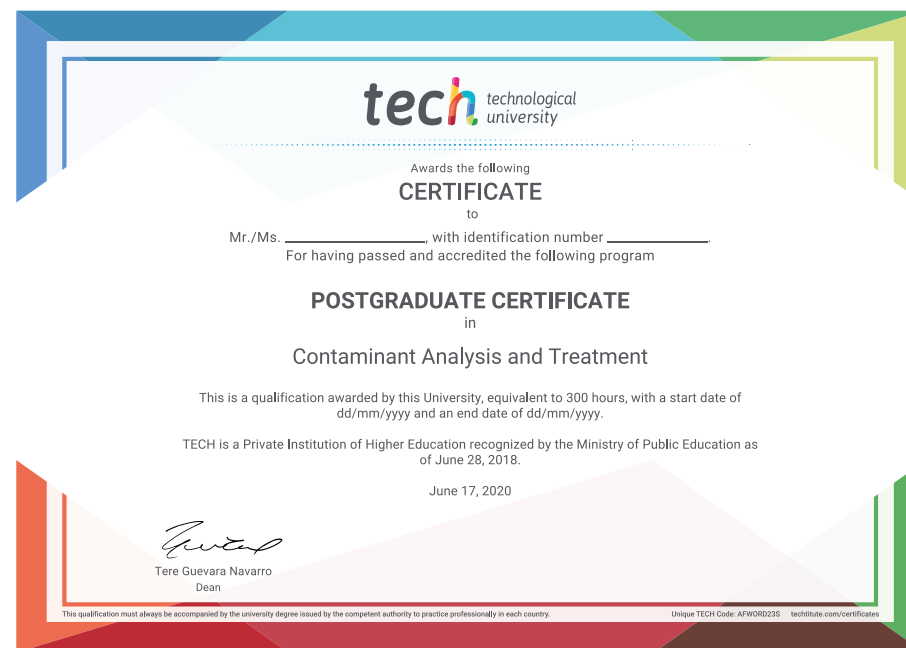 tech technological
university
Awards the following
CERTIFICATE
to
Mr./Ms. ____________________, with identification number ______________.
For having passed and accredited the following program
POSTGRADUATE CERTIFICATE
in
Contaminant Analysis and Treatment
This is a qualification awarded by this University, equivalent to 300 hours, with a start date of
dd/mm/yyyy and an end date of dd/mm/yyyy.
TECH is a Private Institution of Higher Education recognized by the Ministry of Public Education as
of June 28, 2018.
June 17, 2020
Tere Guevara Navarro
Dean
This qualification must always be accompanied by the university degree issued by the competent authority to practice professionally in each country.
Unique TECH Code: AFWORD23S techtitute.com/certificates